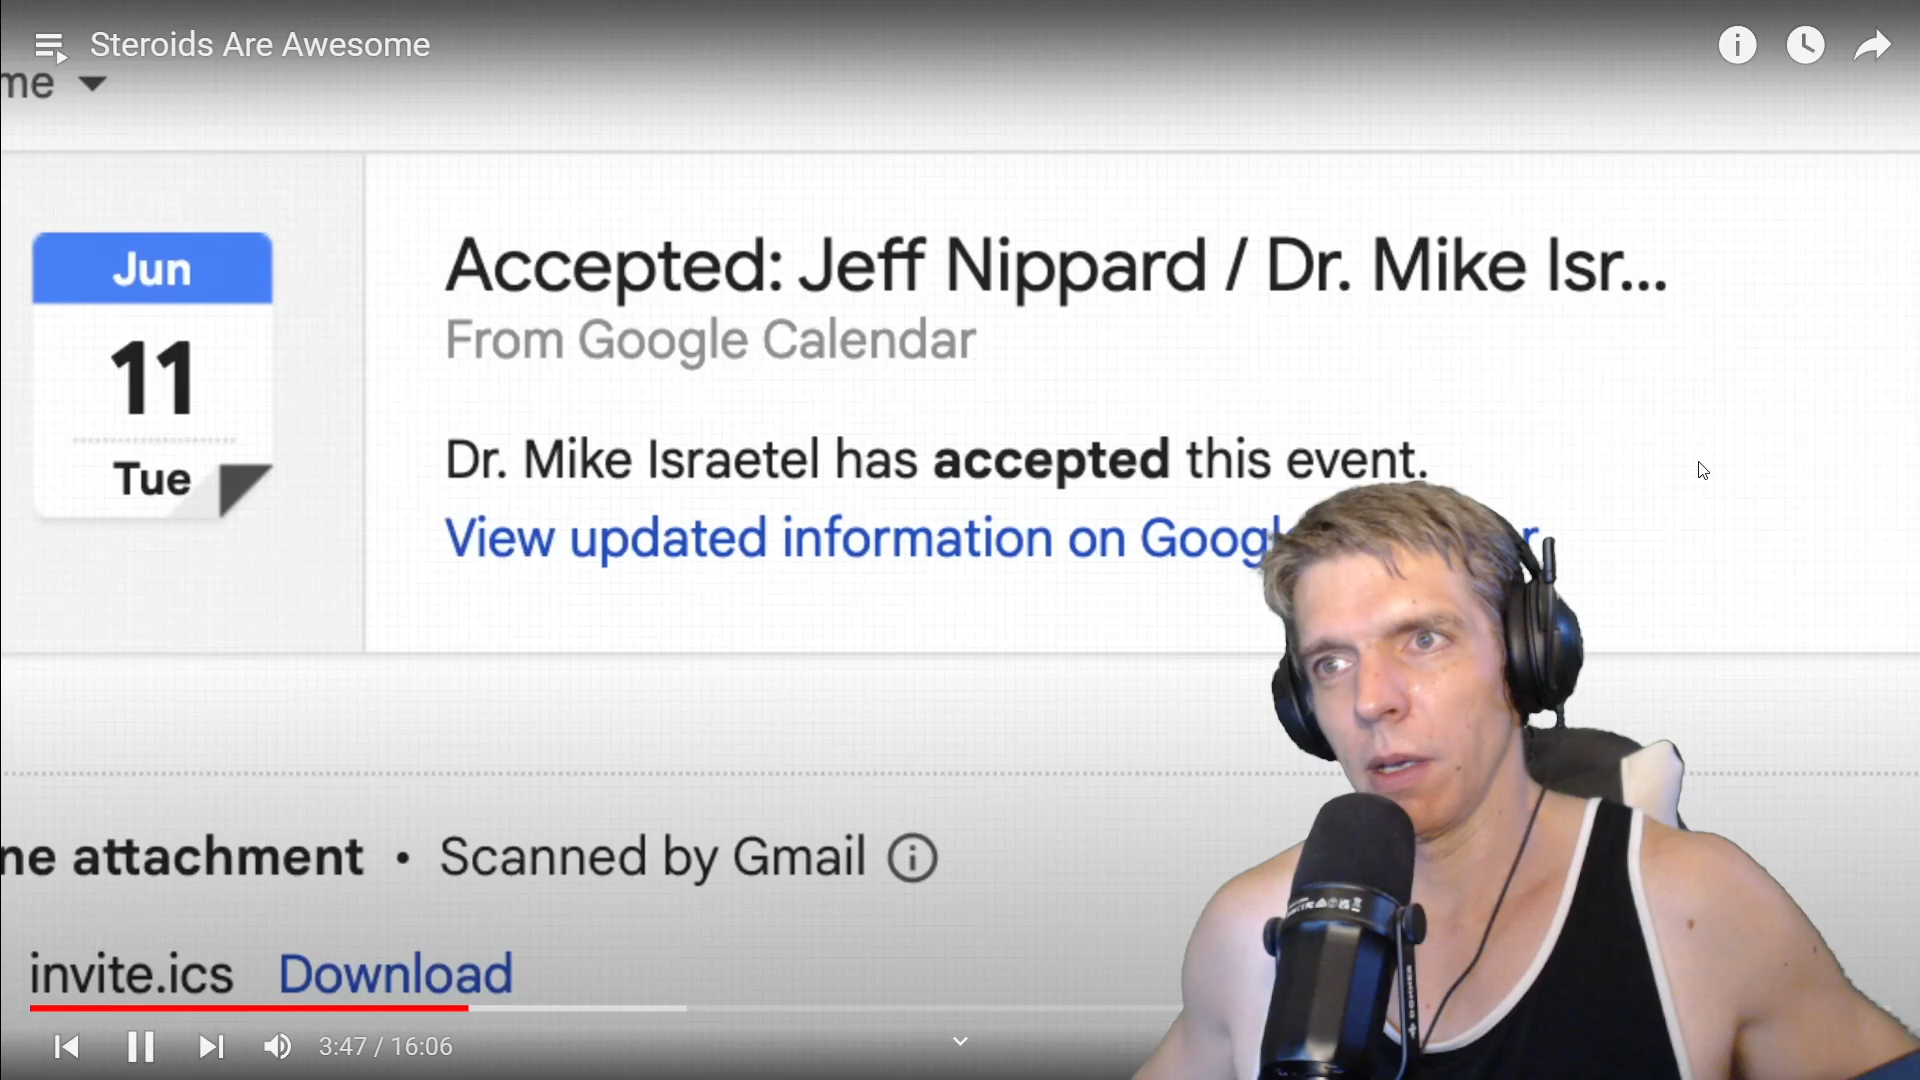 Steroids Are Awesome
me
Jun
11
Tue
Accepted: Jeff Nippard / Dr. Mike Isr...
From Google Calendar
Dr. Mike Israetel has accepted this event.
View updated information on Goog r
ne attachment • Scanned by Gmail
invite.ics Download
3:47 / 16:06